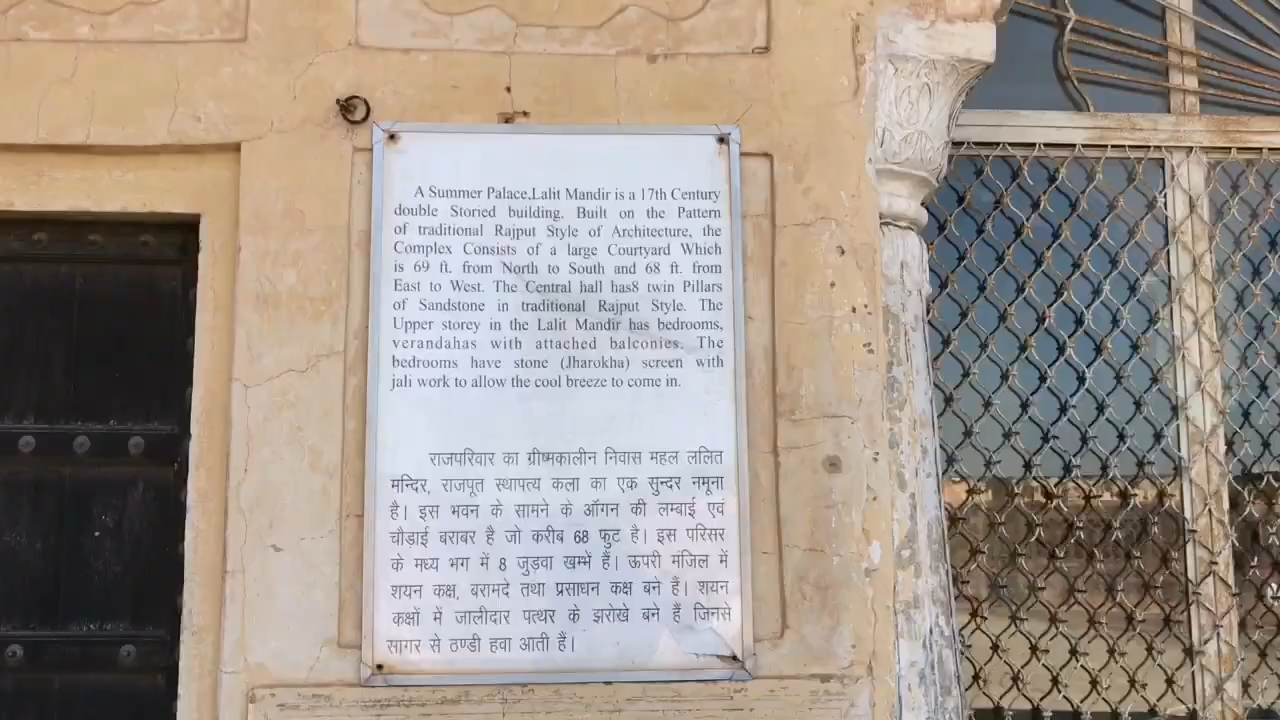 A Summer Palace,Lalit Mandir is a 17th Century
double Storied building. Built on the Pattern
of traditional Rajput Style of Architecture, the
Complex Consists of a large Courtyard Which
is 69 ft. from North to South and 68 ft. from
East to West. The Central hall has8 twin Pillars
of Sandstone in traditional Rajput Style. The
Upper storey in the Lalit Mandir has bedrooms,
verandahas with attached balconies. The
bedrooms have stone (Jharokha) screen with
jali work to allow the cool breeze to come in.
राजपरिवार का ग्रीष्मकालीन निवास महल ललित
मन्दिर, राजपूत स्थापत्य कला का एक सुन्दर नमूना
है। इस भवन के सामने के ऑगन की लम्बाई एवं
चौड़ाई बराबर है जो करीब 68 फुट है। इस परिसर
के मध्य भग में 8 जुड़वा खम्भें हैं। ऊपरी मंजिल में
शयन कक्ष, बरामदे तथा प्रसाधन कक्ष बने हैं। शयन
कक्षों में जालीदार पत्थर के झरोखे बने हैं जिनसे
सागर से ठण्डी हवा आती हैं।